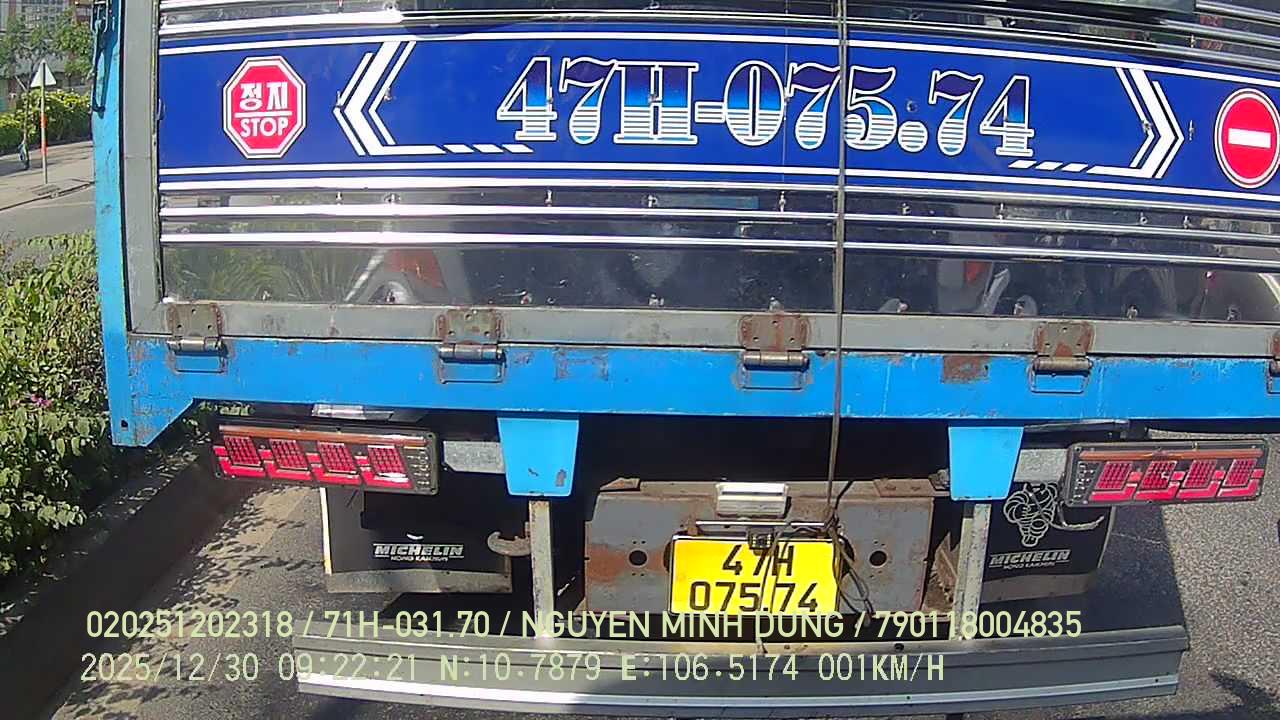 47H-075.74
정지
STOP
MICHELIN
MICHELIN
47H
075.74
020251202318 / 71H-031.70 / NGUYEN MINH DUNG / 790118004835
2025/12/30 09:22:21 N:10.7879 E:106.5174 001KM/H